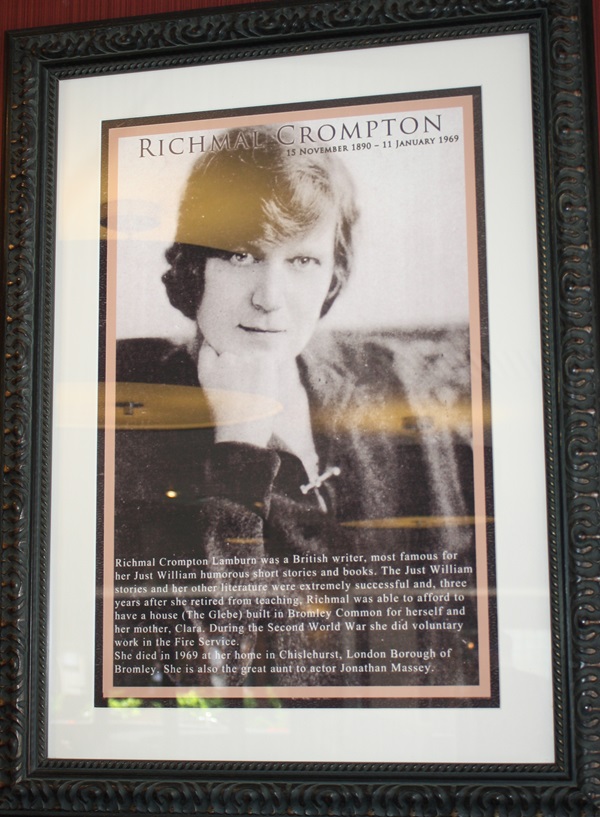 RICHMAL CROMPTON
15 NOVEMBER 1890 – 11 JANUARY 1969
Richmal Crompton Lamburn was a British writer, most famous for
her Just William humorous short stories and books. The Just William
stories and her other literature were extremely successful and, three
years after she retired from teaching, Richmal was able to afford to
have a house (The Glebe) built in Bromley Common for herself and
her mother, Clara. During the Second World War she did voluntary
work in the Fire Service.
She died in 1969 at her home in Chislehurst, London Borough of
Bromley. She is also the great aunt to actor Jonathan Massey.